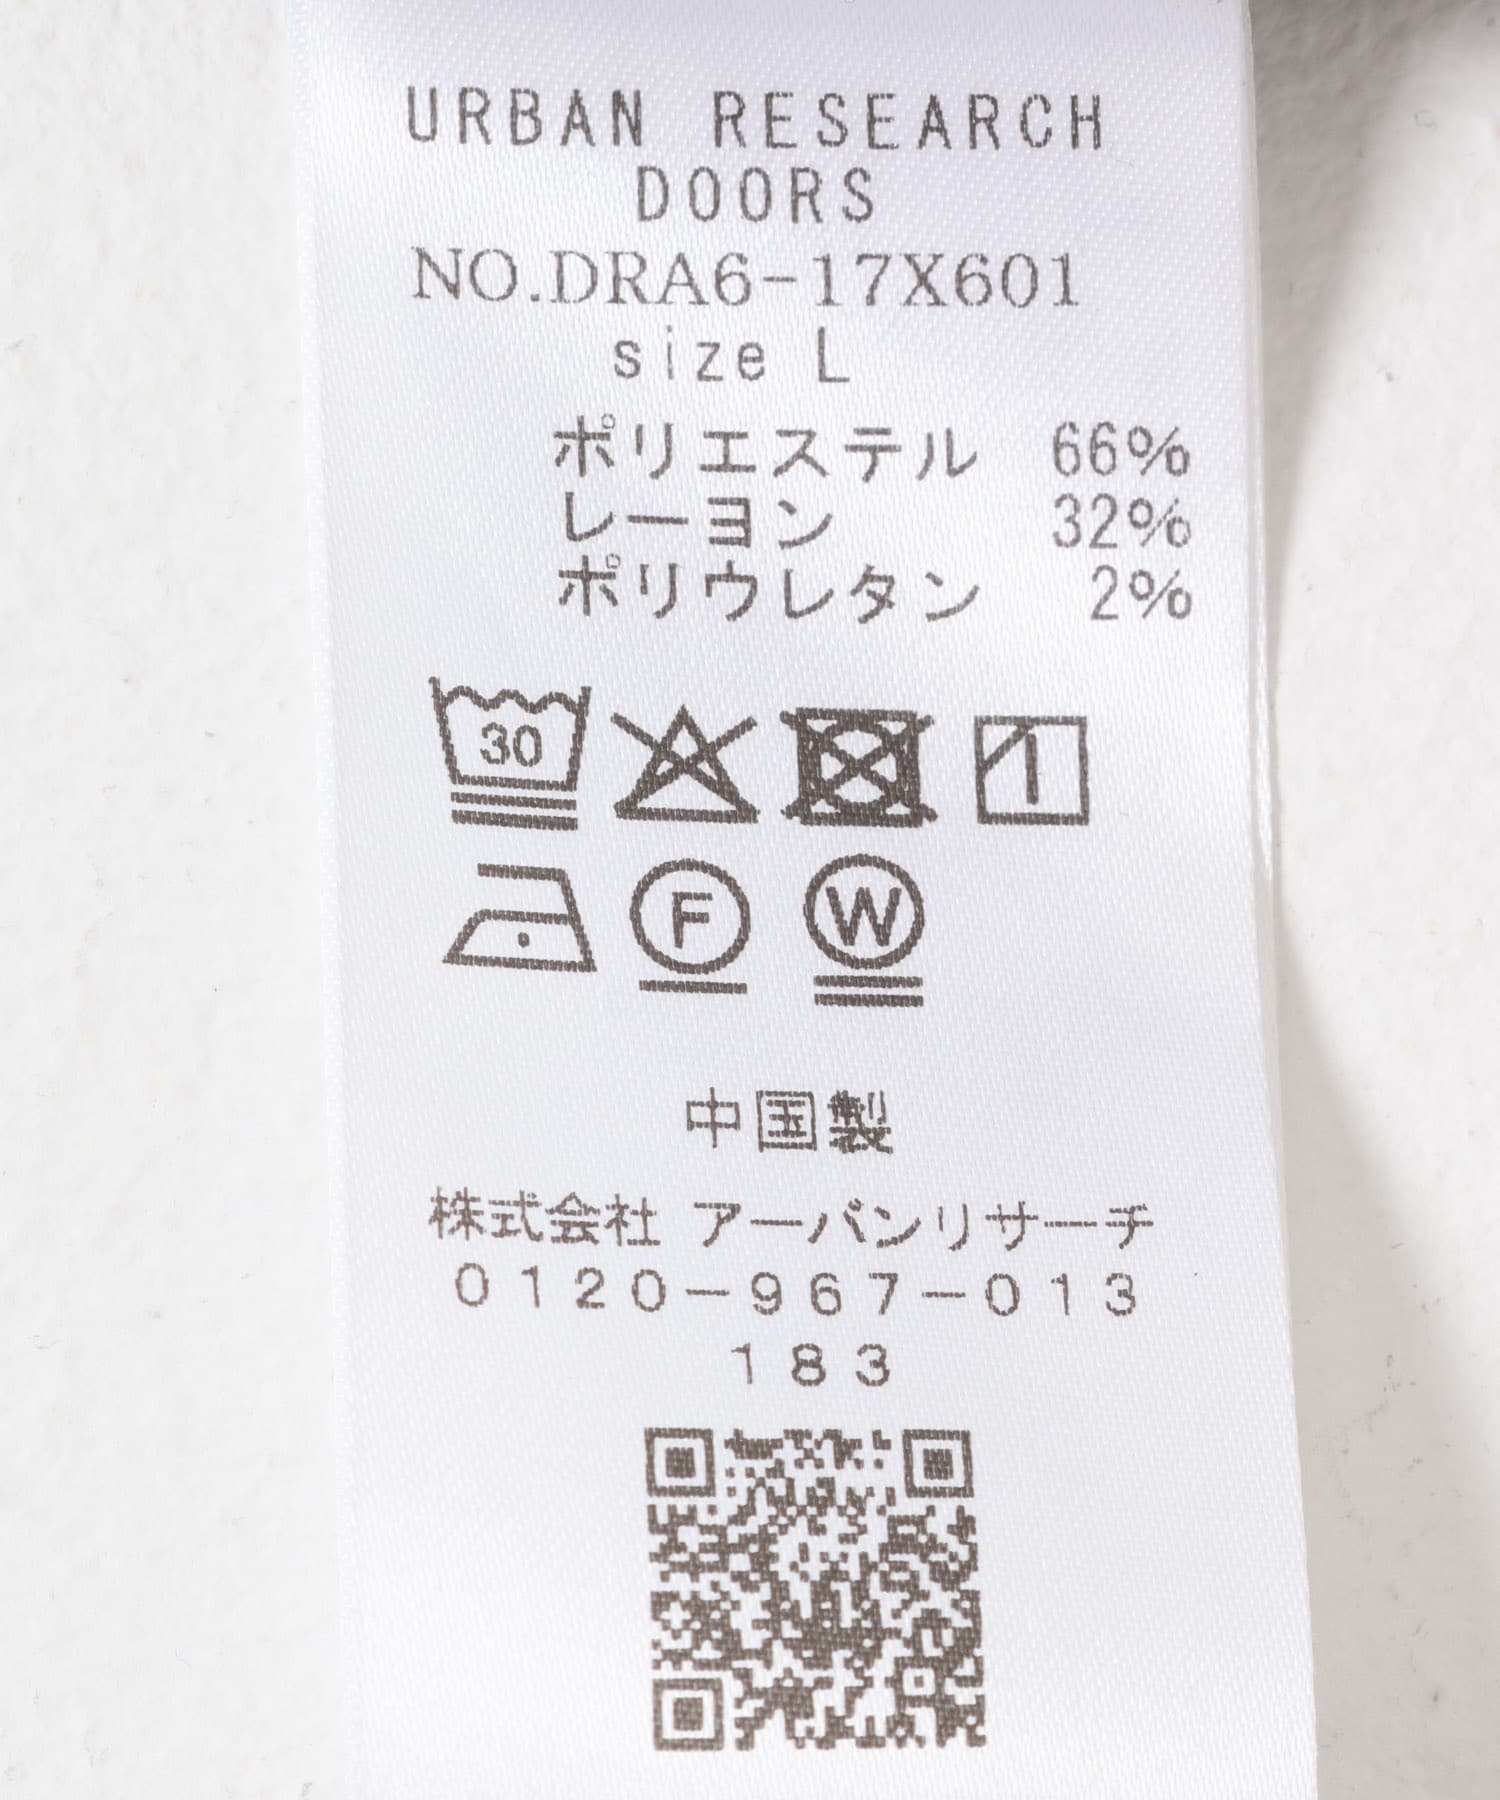 URBAN RESEARCH
DOORS
NO.DRA6-17X601
size L
ポリエステル 66%
レーヨン 32%
ポリウレタン 2%
30
F W
中国製
株式会社 アーバンリサーチ
0120-967-013
183